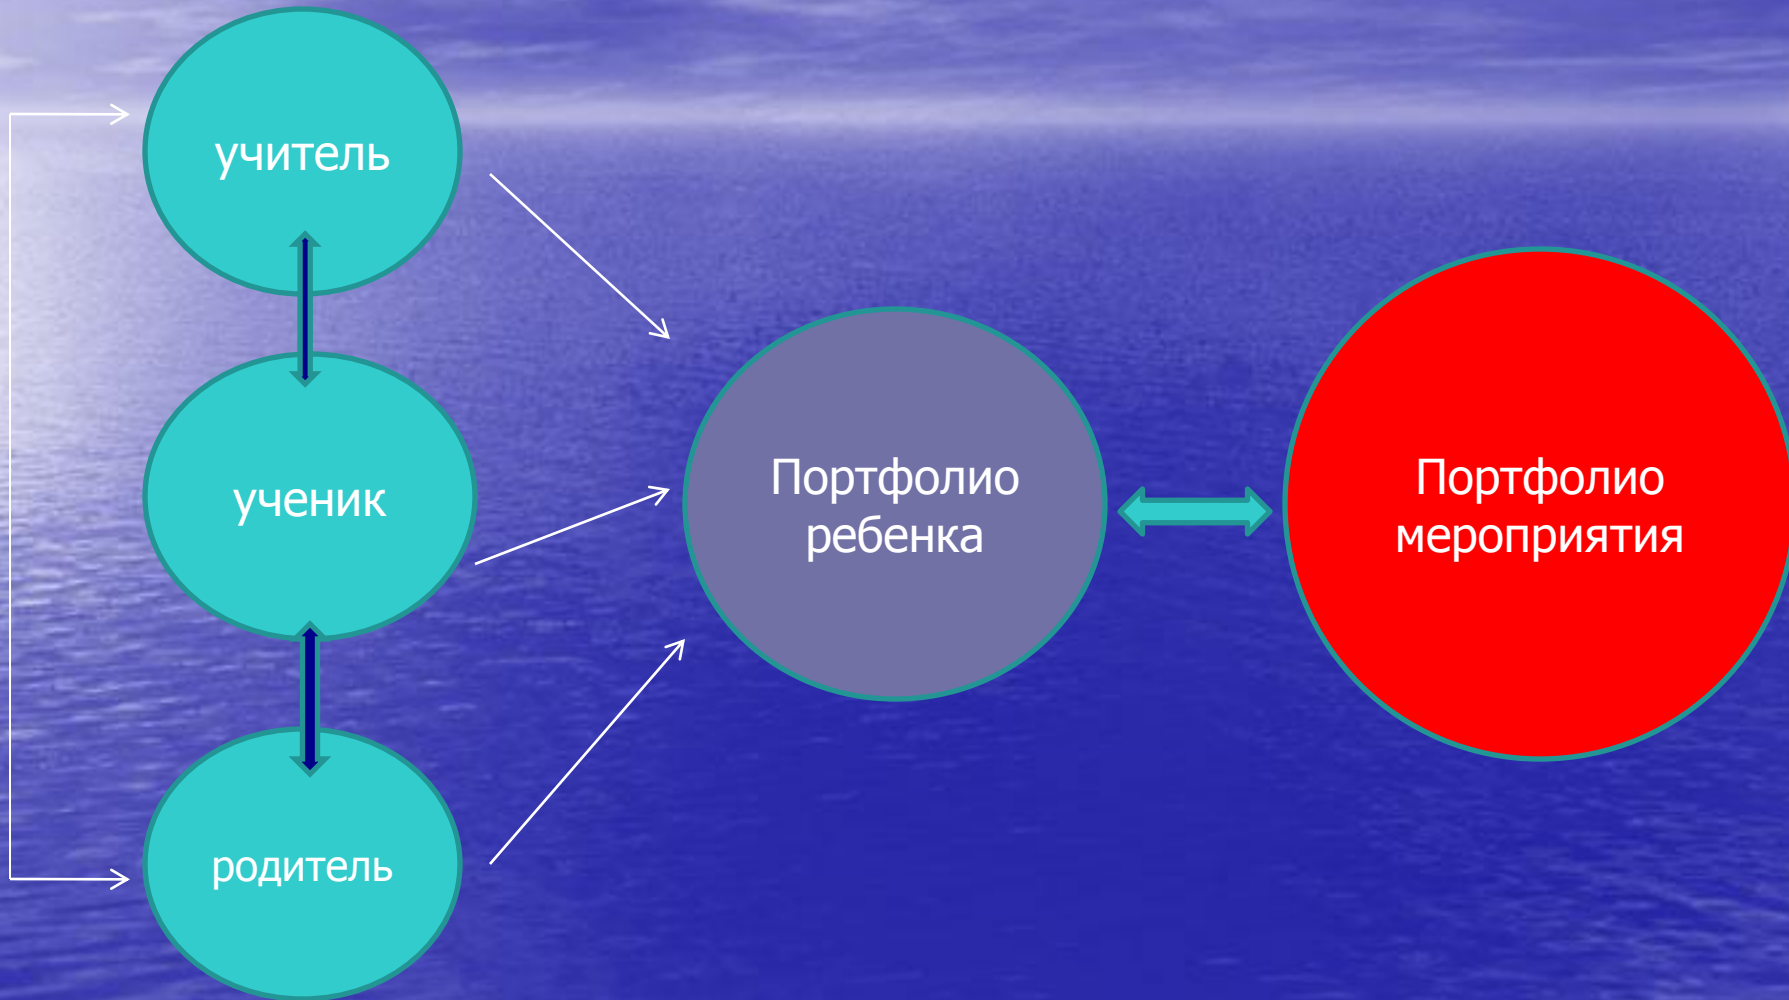 учитель
ученик
родитель
Портфолио
ребенка
Портфолио
мероприятия